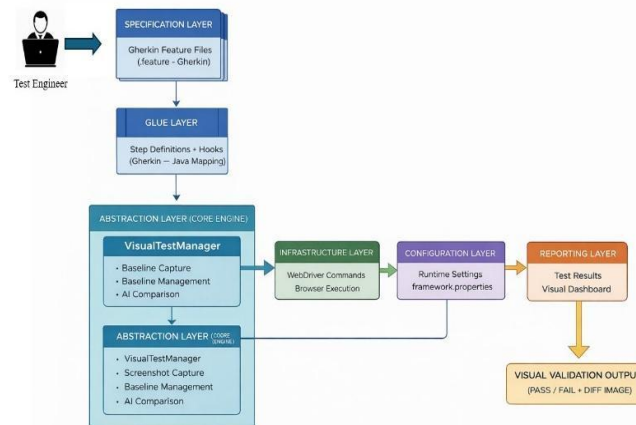 SPECIFICATION LAYER
Gherkin Feature Files
(.feature - Gherkin)
Test Engineer
GLUE LAYER
Step Definitions + Hooks
(Gherkin — Java Mapping)
ABSTRACTION LAYER (CORE ENGINE)
VisualTestManager
• Baseline Capture
• Baseline Management
• AI Comparison
INFRASTRUCTURE LAYER
WebDriver Commands
Browser Execution
CONFIGURATION LAYER
Runtime Settings
framework.properties
REPORTING LAYER
Test Results
Visual Dashboard
ABSTRACTION LAYER (COORE
ENGINE)
• VisualTestManager
• Screenshot Capture
• Baseline Management
• AI Comparison
VISUAL VALIDATION OUTPU
(PASS / FAIL + DIFF IMAGE)